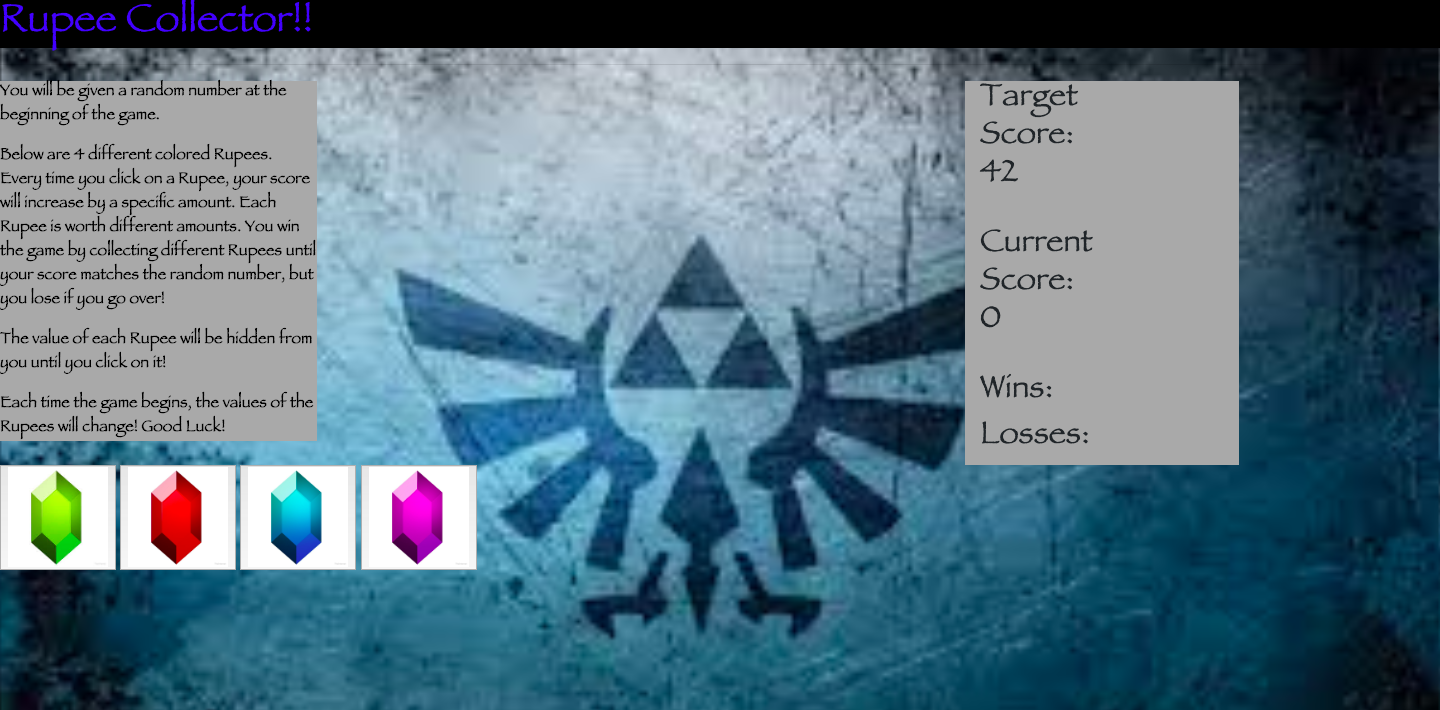 Rupee Collector!!
You will be given a random number at the
beginning of the game.
Below are 4 different colored Rupees.
Every time you click on a Rupee, your score
will increase by a specific amount. Each
Rupee is worth different amounts. You win
the game by collecting different Rupees until
your score matches the random number, but
you lose if you go over!
The value of each Rupee will be hidden from
you until you click on it!
Each time the game begins, the values of the
Rupees will change! Good Luck!
Target
Score:
42
Current
Score:
0
Wins:
Losses: